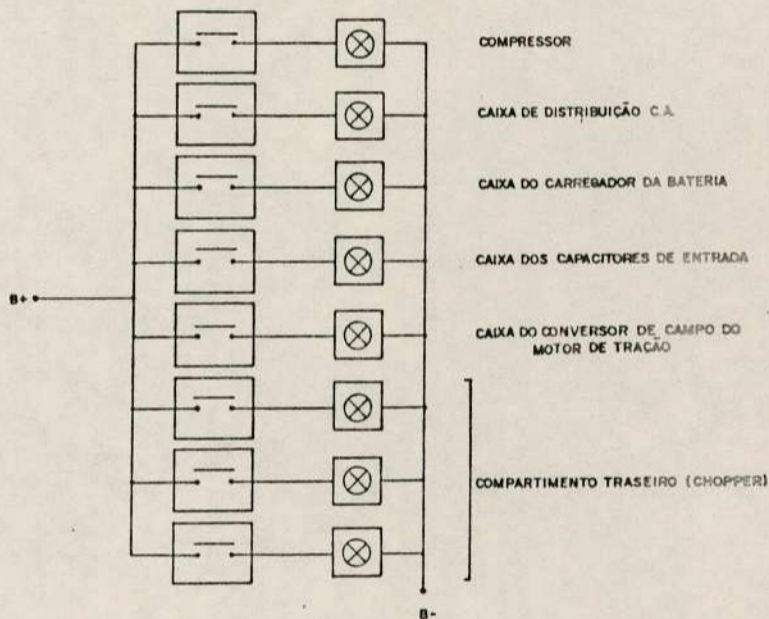 COMPRESSOR
CAIXA DE DISTRIBUIÇÃO C.A.
CAIXA DO CARREGADOR DA BATERIA
CAIXA DOS CAPACITORES DE ENTRADA
B+
CAIXA DO CONVERSOR DE CAMPO DO
MOTOR DE TRAÇÃO
COMPARTIMENTO TRASEIRO (CHOPPER)
B-